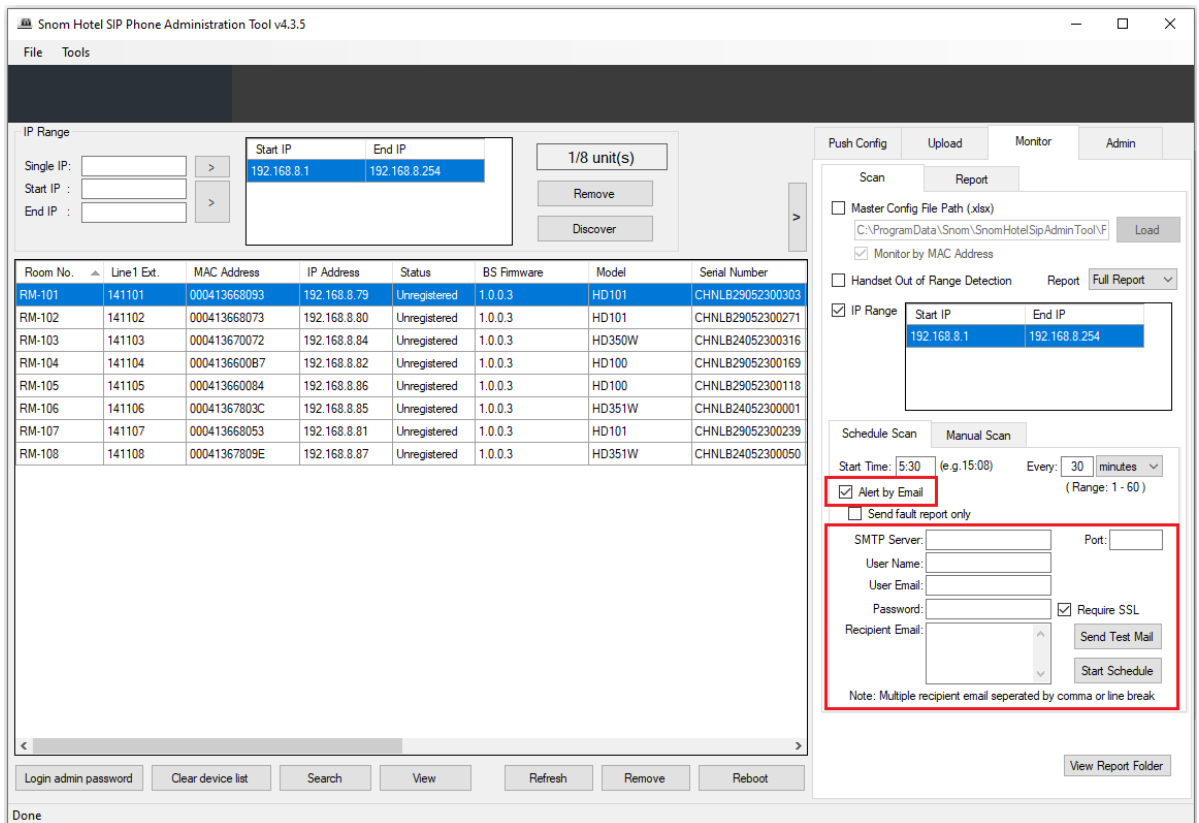 Snom Hotel SIP Phone Administration Tool v4.3.5
File Tools
IP Range
Single IP: >
Start IP :
End IP : >
Start IP End IP
192.168.8.1 192.168.8.254
1/8 unit(s)
Remove
Discover
>
Room No. Line1 Ext. MAC Address IP Address Status BS Firmware Model Serial Number
RM-101 141101 000413668093 192.168.8.79 Unregistered 1.0.0.3 HD101 CHNLB29052300303
RM-102 141102 000413668073 192.168.8.80 Unregistered 1.0.0.3 HD101 CHNLB29052300271
RM-103 141103 000413670072 192.168.8.84 Unregistered 1.0.0.3 HD350W CHNLB24052300316
RM-104 141104 0004136600B7 192.168.8.82 Unregistered 1.0.0.3 HD100 CHNLB29052300169
RM-105 141105 000413660084 192.168.8.86 Unregistered 1.0.0.3 HD100 CHNLB29052300118
RM-106 141106 00041367803C 192.168.8.85 Unregistered 1.0.0.3 HD351W CHNLB24052300001
RM-107 141107 000413668053 192.168.8.81 Unregistered 1.0.0.3 HD101 CHNLB29052300239
RM-108 141108 00041367809E 192.168.8.87 Unregistered 1.0.0.3 HD351W CHNLB24052300050
Login admin password Clear device list Search View Refresh Remove Reboot
Done
Push Config Upload Monitor Admin
Scan Report
Master Config File Path (.xlsx)
C:\ProgramData\Snom\SnomHotelSipAdminTool\F Load
Monitor by MAC Address
Handset Out of Range Detection Report Full Report
IP Range
Start IP End IP
192.168.8.1 192.168.8.254
Schedule Scan Manual Scan
Start Time: 5:30 (e.g.15:08) Every: 30 minutes
( Range: 1 - 60 )
Alert by Email
Send fault report only
SMTP Server: Port:
User Name:
User Email:
Password: Require SSL
Recipient Email:
Send Test Mail
Start Schedule
Note: Multiple recipient email seperated by comma or line break
View Report Folder